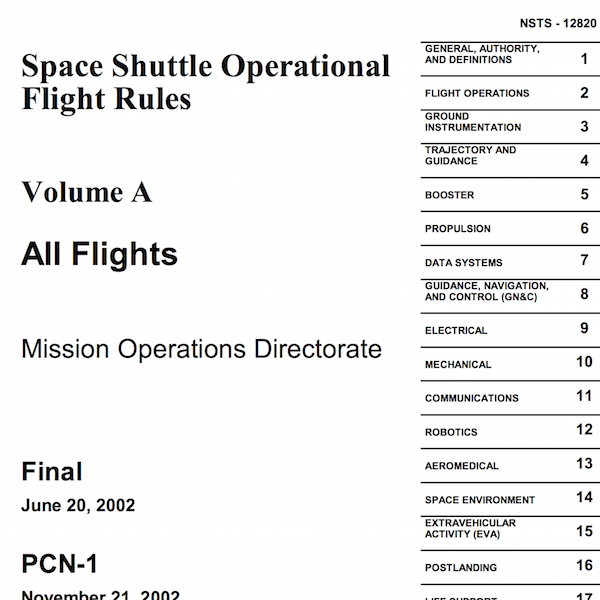 NSTS - 12820
Space Shuttle Operational
Flight Rules
Volume A
All Flights
Mission Operations Directorate
Final
June 20, 2002
PCN-1
November 21, 2002
GENERAL, AUTHORITY,
AND DEFINITIONS 1
FLIGHT OPERATIONS 2
GROUND
INSTRUMENTATION 3
TRAJECTORY AND
GUIDANCE 4
BOOSTER 5
PROPULSION 6
DATA SYSTEMS 7
GUIDANCE, NAVIGATION,
AND CONTROL (GN&C) 8
ELECTRICAL 9
MECHANICAL 10
COMMUNICATIONS 11
ROBOTICS 12
AEROMEDICAL 13
SPACE ENVIRONMENT 14
EXTRAVEHICULAR
ACTIVITY (EVA) 15
POSTLANDING 16
LIFE SUPPORT 17